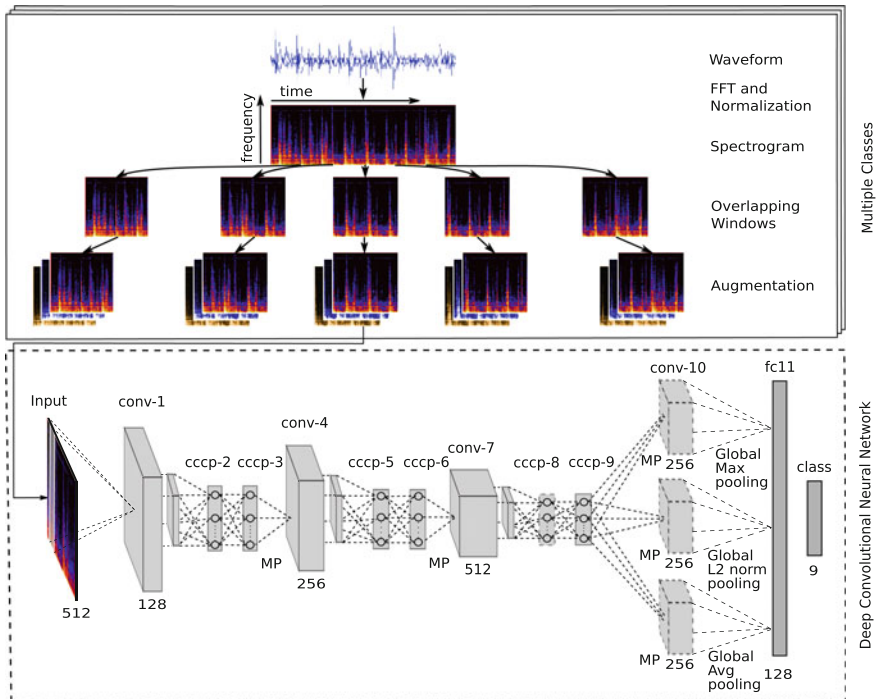 Waveform
FFT and
Normalization
time
frequency
Spectrogram
Overlapping
Windows
Augmentation
Multiple Classes
Input
conv-1
conv-4
conv-7
conv-10
fc11
cccp-2
cccp-3
cccp-5
cccp-6
cccp-8
cccp-9
class
MP
256
Global
Max
pooling
MP
256
Global
L2 norm
pooling
MP
256
Global
Avg
pooling
MP
MP
512
128
256
512
9
128
Deep Convolutional Neural Network